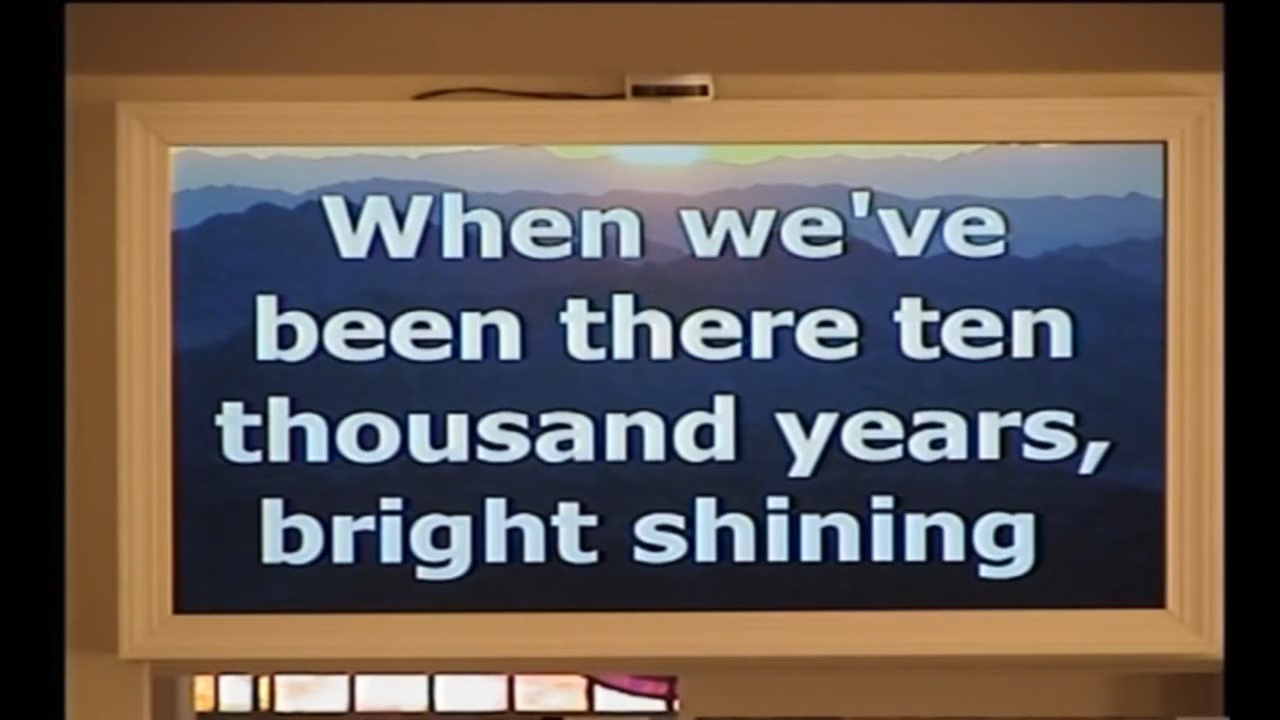 When we've
been there ten
thousand years,
bright shining